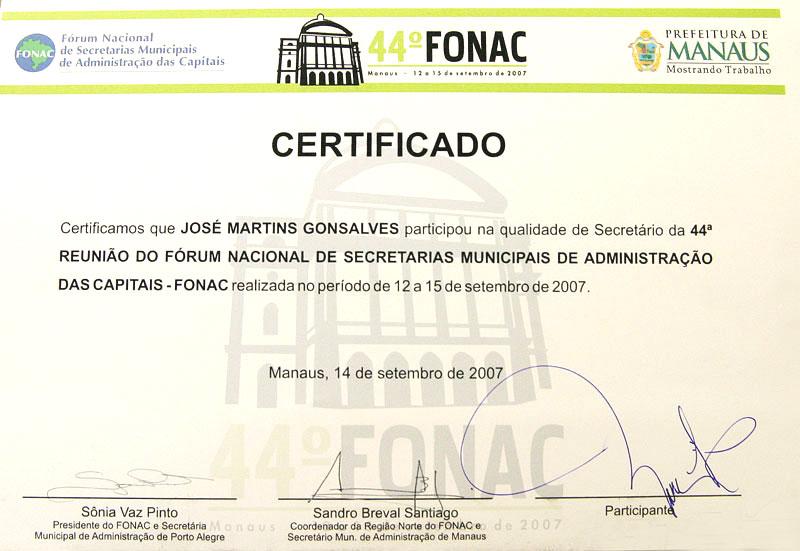 FONAC
Fórum Nacional
de Secretarias Municipais
de Administração das Capitais
44º FONAC
Manaus - 12 a 15 de setembro de 2007
PREFEITURA DE
MANAUS
Mostrando Trabalho
CERTIFICADO
Certificamos que JOSÉ MARTINS GONSALVES participou na qualidade de Secretário da 44ª
REUNIÃO DO FÓRUM NACIONAL DE SECRETARIAS MUNICIPAIS DE ADMINISTRAÇÃO
DAS CAPITAIS - FONAC realizada no período de 12 a 15 de setembro de 2007.
Manaus, 14 de setembro de 2007
44º FONAC
Sônia Vaz Pinto
Presidente do FONAC e Secretária
Municipal de Administração de Porto Alegre
Sandro Breval Santiago
Coordenador da Região Norte do FONAC e
Secretário Mun. de Administração de Manaus
Participante